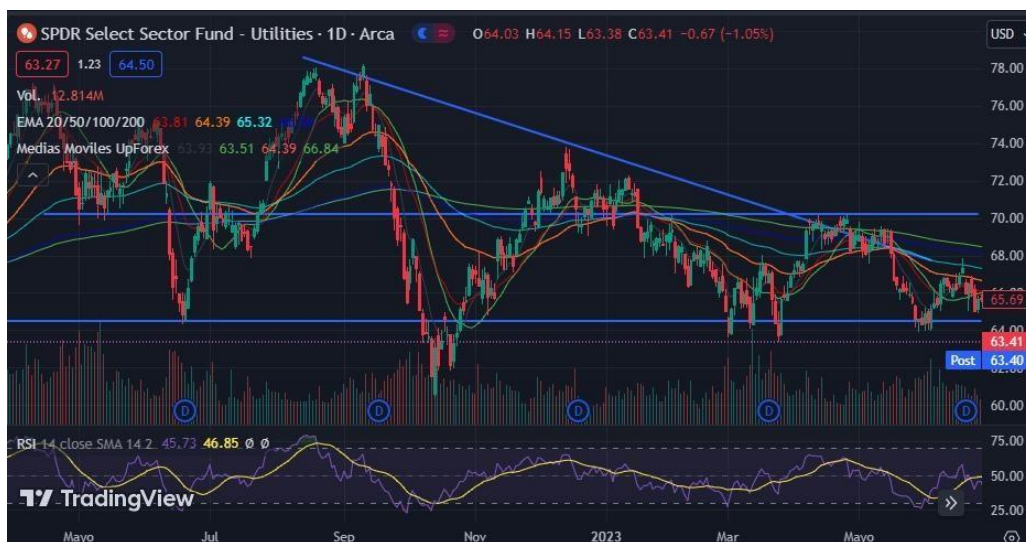 SPDR Select Sector Fund - Utilities · 1D · Arca O64.03 H64.15 L63.38 C63.41 −0.67 (−1.05%) USD
63.27 1.23 64.50
Vol. 12.814M
EMA 20/50/100/200 63.81 64.39 65.32
Medias Moviles UpForex 63.93 63.51 64.39 66.84
78.00
76.00
74.00
72.00
70.00
68.00
65.69
64.00
63.41
Post 63.40
60.00
D D D D D
RSI 14 close SMA 14 2 45.73 46.85 Ø Ø
75.00
50.00
25.00
TradingView
Mayo Jul Sep Nov 2023 Mar Mayo